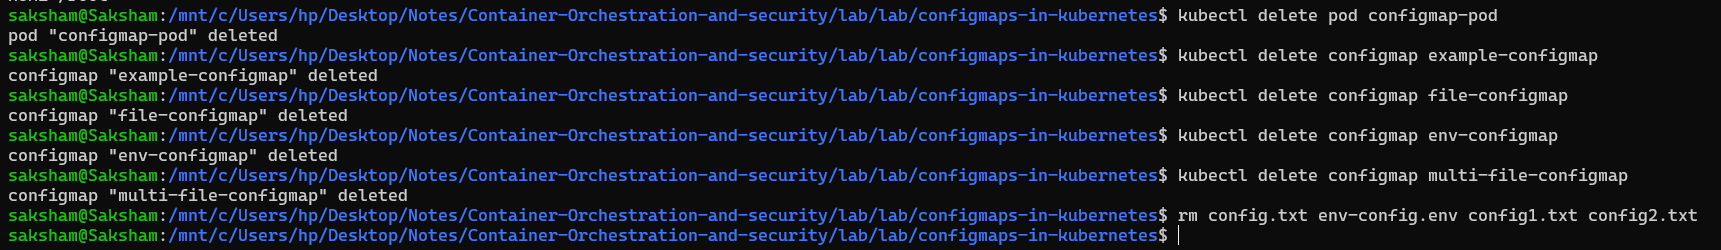 saksham@Saksham:/mnt/c/Users/hp/Desktop/Notes/Container-Orchestration-and-security/lab/lab/configmaps-in-kubernetes$ kubectl delete pod configmap-pod
pod "configmap-pod" deleted
saksham@Saksham:/mnt/c/Users/hp/Desktop/Notes/Container-Orchestration-and-security/lab/lab/configmaps-in-kubernetes$ kubectl delete configmap example-configmap
configmap "example-configmap" deleted
saksham@Saksham:/mnt/c/Users/hp/Desktop/Notes/Container-Orchestration-and-security/lab/lab/configmaps-in-kubernetes$ kubectl delete configmap file-configmap
configmap "file-configmap" deleted
saksham@Saksham:/mnt/c/Users/hp/Desktop/Notes/Container-Orchestration-and-security/lab/lab/configmaps-in-kubernetes$ kubectl delete configmap env-configmap
configmap "env-configmap" deleted
saksham@Saksham:/mnt/c/Users/hp/Desktop/Notes/Container-Orchestration-and-security/lab/lab/configmaps-in-kubernetes$ kubectl delete configmap multi-file-configmap
configmap "multi-file-configmap" deleted
saksham@Saksham:/mnt/c/Users/hp/Desktop/Notes/Container-Orchestration-and-security/lab/lab/configmaps-in-kubernetes$ rm config.txt env-config.env config1.txt config2.txt
saksham@Saksham:/mnt/c/Users/hp/Desktop/Notes/Container-Orchestration-and-security/lab/lab/configmaps-in-kubernetes$